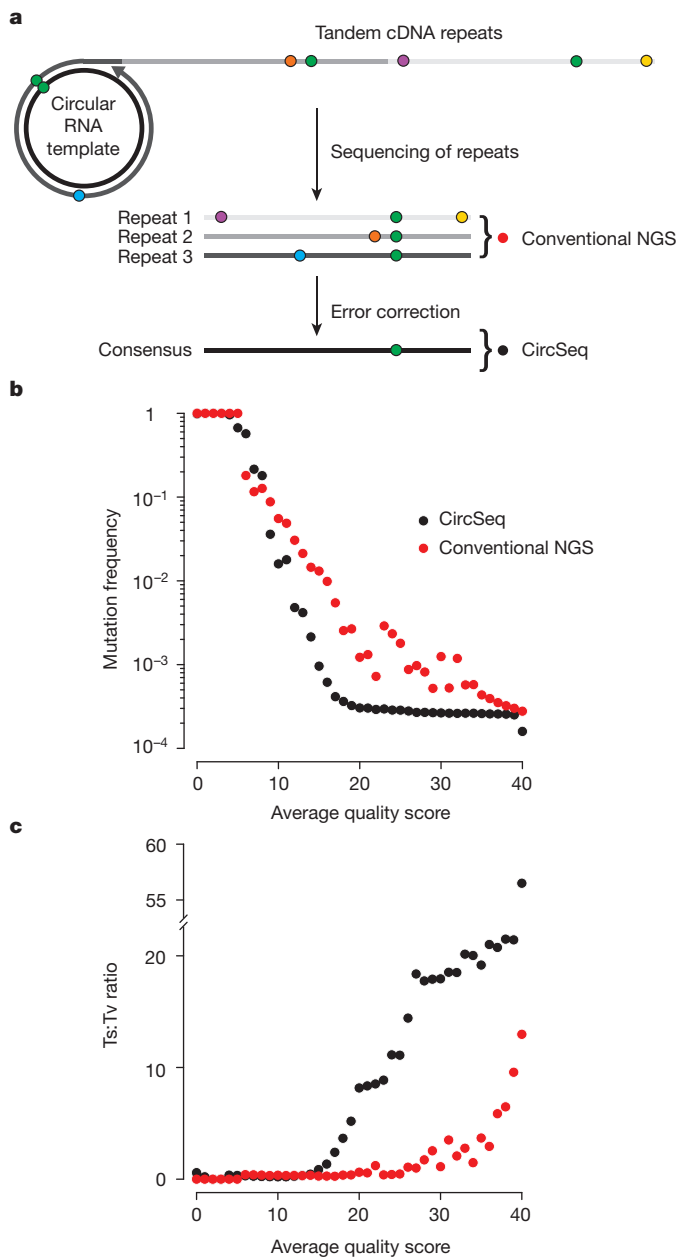 a
Tandem cDNA repeats
Circular
RNA
template
Sequencing of repeats
Repeat 1
Repeat 2
Repeat 3
} Conventional NGS
Error correction
Consensus
} CircSeq
b
1
10⁻¹
10⁻²
10⁻³
10⁻⁴
Mutation frequency
CircSeq
Conventional NGS
0 10 20 30 40
Average quality score
c
60
55
20
10
0
Ts:Tv ratio
0 10 20 30 40
Average quality score